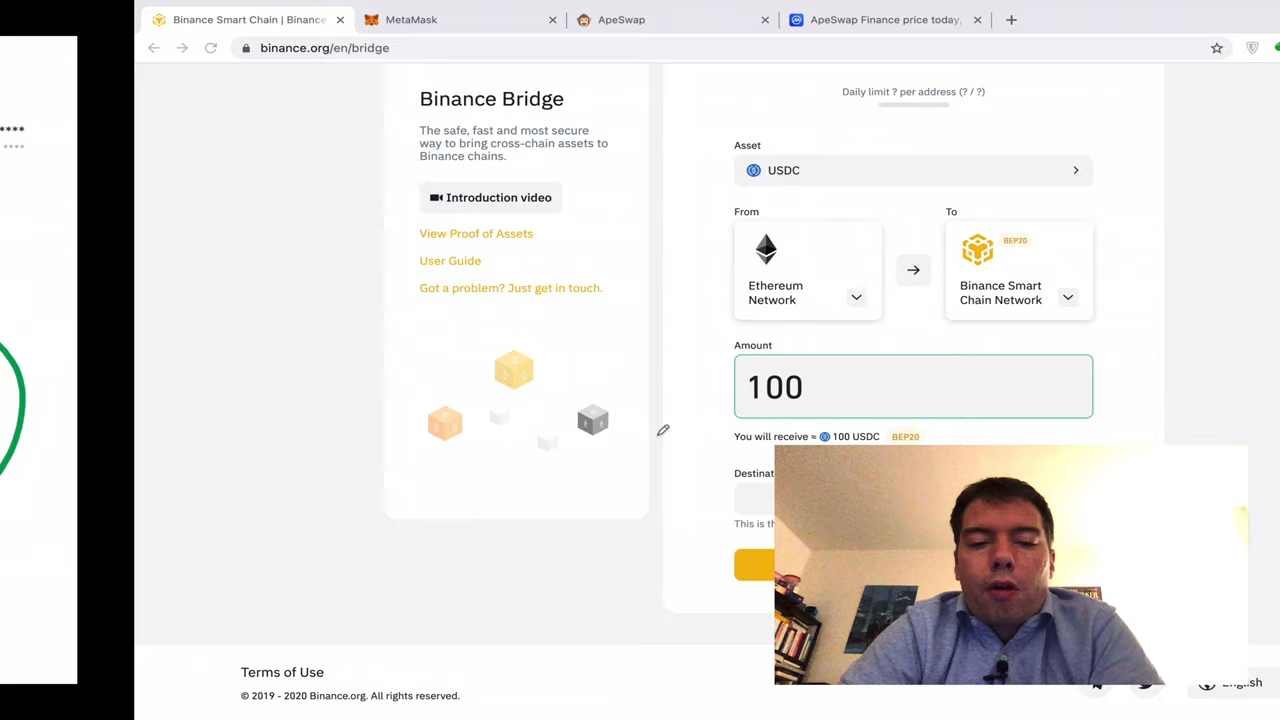 Binance Smart Chain | Binance
MetaMask
ApeSwap
ApeSwap Finance price today,
binance.org/en/bridge
****
****
Binance Bridge
The safe, fast and most secure
way to bring cross-chain assets to
Binance chains.
Introduction video
View Proof of Assets
User Guide
Got a problem? Just get in touch.
Daily limit ? per address (? / ?)
Asset
USDC
From
To
Ethereum
Network
BEP20
Binance Smart
Chain Network
Amount
100
You will receive ≈ 100 USDC BEP20
Destinat
This is th
Terms of Use
© 2019 - 2020 Binance.org. All rights reserved.
English